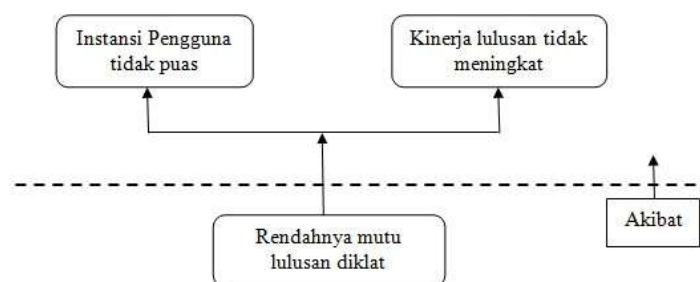 Instansi Pengguna
tidak puas
Kinerja lulusan tidak
meningkat
Rendahnya mutu
lulusan diklat
Akibat